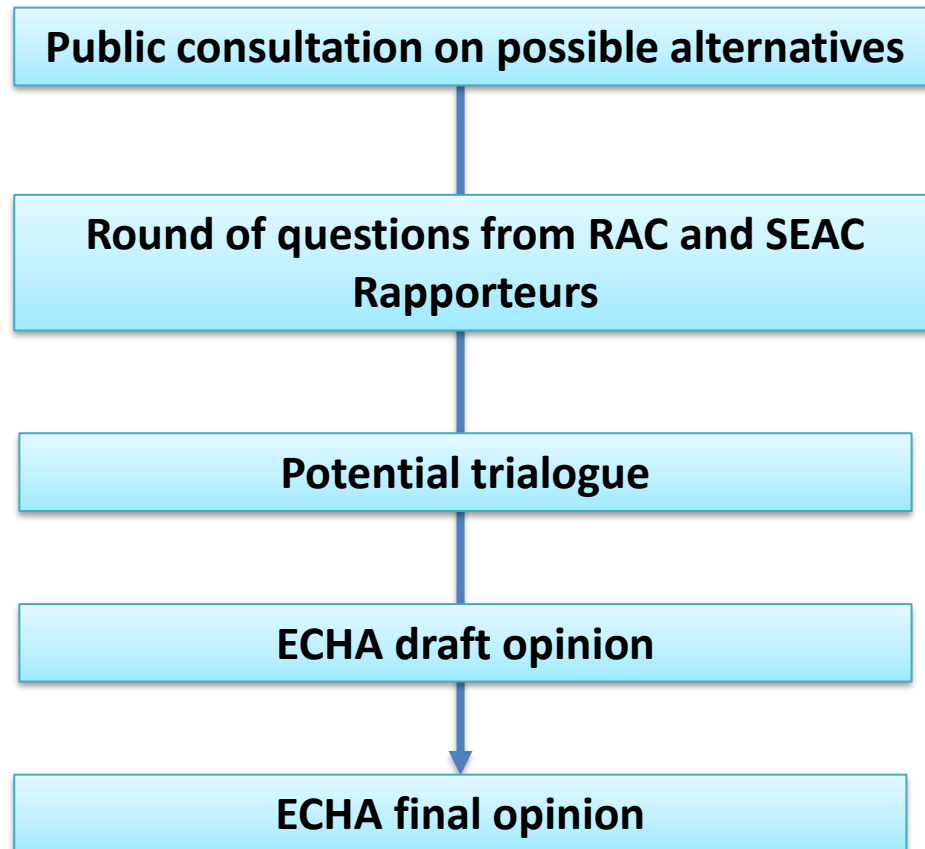 Public consultation on possible alternatives
Round of questions from RAC and SEAC
Rapporteurs
Potential trialogue
ECHA draft opinion
ECHA final opinion